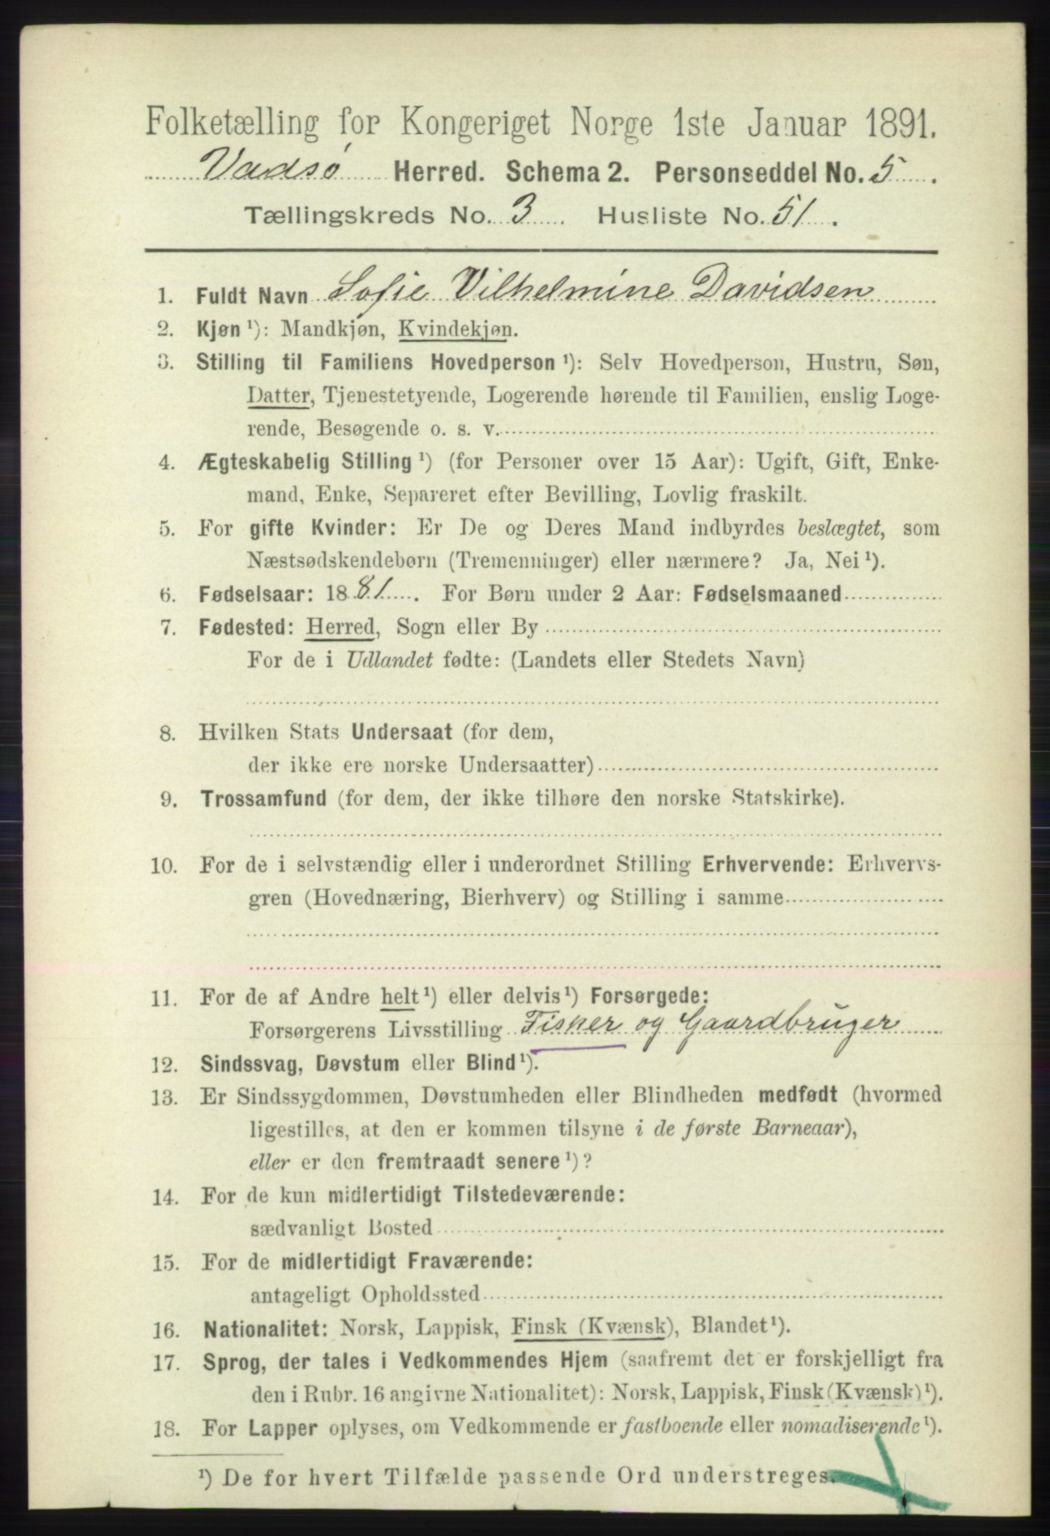 Folketælling for Kongeriget Norge 1ste Januar 1891.
Vadsø Herred. Schema 2. Personseddel No. 5.
Tællingskreds No. 3 Husliste No. 51.
1. Fuldt Navn Sofie Vilhelmine Davidsen
2. Kjøn ¹): Mandkjøn, Kvindekjøn.
3. Stilling til Familiens Hovedperson ¹): Selv Hovedperson, Hustru, Søn,
Datter, Tjenestetyende, Logerende hørende til Familien, enslig Loge-
rende, Besøgende o. s. v.
4. Ægteskabelig Stilling ¹) (for Personer over 15 Aar): Ugift, Gift, Enke-
mand, Enke, Separeret efter Bevilling, Lovlig fraskilt.
5. For gifte Kvinder: Er De og Deres Mand indbyrdes beslægtet, som
Næstsødskendebørn (Tremenninger) eller nærmere? Ja, Nei ¹).
6. Fødselsaar: 1881. For Børn under 2 Aar: Fødselsmaaned
7. Fødested: Herred, Sogn eller By
For de i Udlandet fødte: (Landets eller Stedets Navn)
8. Hvilken Stats Undersaat (for dem,
der ikke ere norske Undersaatter)
9. Trossamfund (for dem, der ikke tilhøre den norske Statskirke).
10. For de i selvstændig eller i underordnet Stilling Erhvervende: Erhvervs-
gren (Hovednæring, Bierhverv) og Stilling i samme
11. For de af Andre helt ¹) eller delvis ¹) Forsørgede:
Forsørgerens Livsstilling Fisker og Gaardbruger
12. Sindssvag, Døvstum eller Blind ¹).
13. Er Sindssygdommen, Døvstumheden eller Blindheden medfødt (hvormed
ligestilles, at den er kommen tilsyne i de første Barneaar),
eller er den fremtraadt senere ¹)?
14. For de kun midlertidigt Tilstedeværende:
sædvanligt Bosted
15. For de midlertidigt Fraværende:
antageligt Opholdssted
16. Nationalitet: Norsk, Lappisk, Finsk (Kvænsk), Blandet ¹).
17. Sprog, der tales i Vedkommendes Hjem (saafremt det er forskjelligt fra
den i Rubr. 16 angivne Nationalitet): Norsk, Lappisk, Finsk (Kvænsk) ¹).
18. For Lapper oplyses, om Vedkommende er fastboende eller nomadiserende ¹).
¹) De for hvert Tilfælde passende Ord understreges.